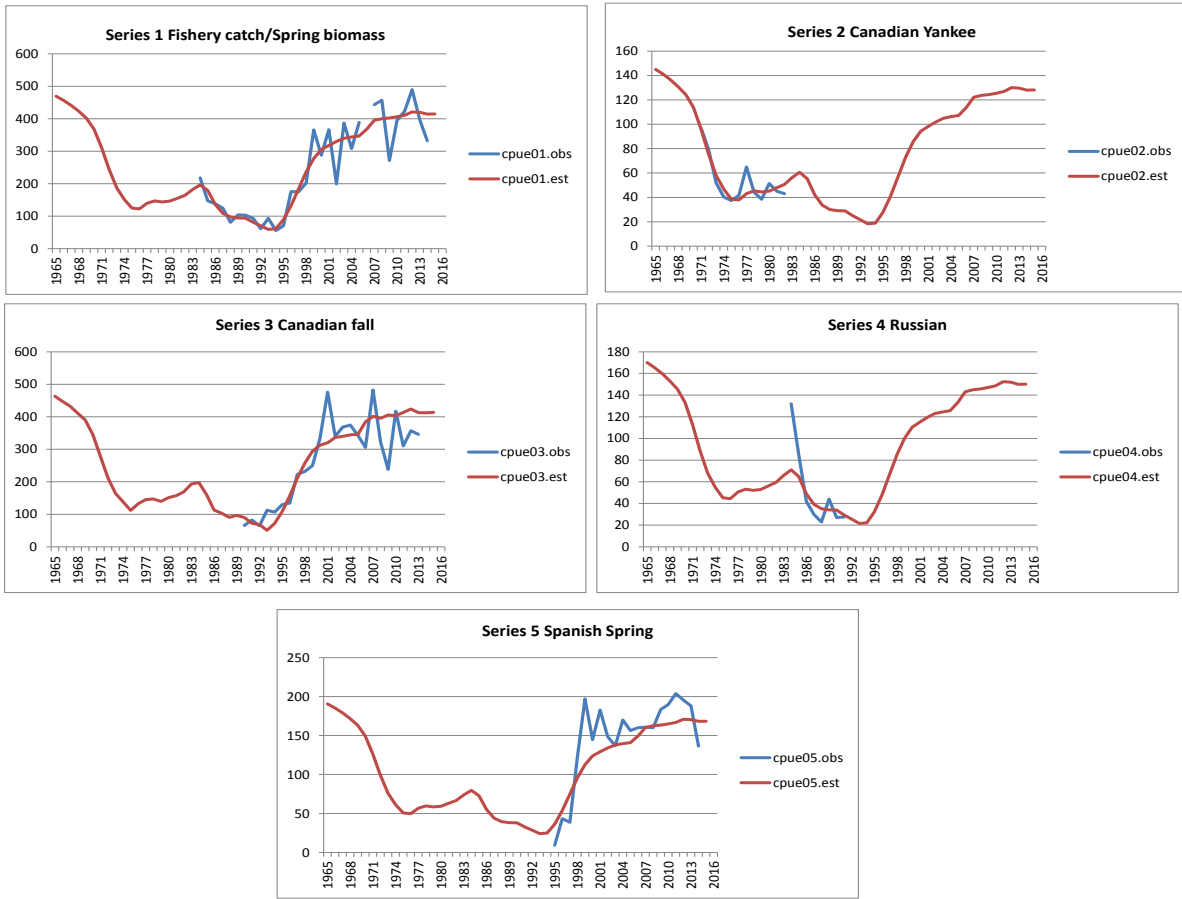 Series 1 Fishery catch/Spring biomass
600
500
400
300
200
100
0
1965 1968 1971 1974 1977 1980 1983 1986 1989 1992 1995 1998 2001 2004 2007 2010 2013 2016
cpue01.obs
cpue01.est
Series 2 Canadian Yankee
160
140
120
100
80
60
40
20
0
1965 1968 1971 1974 1977 1980 1983 1986 1989 1992 1995 1998 2001 2004 2007 2010 2013 2016
cpue02.obs
cpue02.est
Series 3 Canadian fall
600
500
400
300
200
100
0
1965 1968 1971 1974 1977 1980 1983 1986 1989 1992 1995 1998 2001 2004 2007 2010 2013 2016
cpue03.obs
cpue03.est
Series 4 Russian
180
160
140
120
100
80
60
40
20
0
1965 1968 1971 1974 1977 1980 1983 1986 1989 1992 1995 1998 2001 2004 2007 2010 2013 2016
cpue04.obs
cpue04.est
Series 5 Spanish Spring
250
200
150
100
50
0
1965 1968 1971 1974 1977 1980 1983 1986 1989 1992 1995 1998 2001 2004 2007 2010 2013 2016
cpue05.obs
cpue05.est